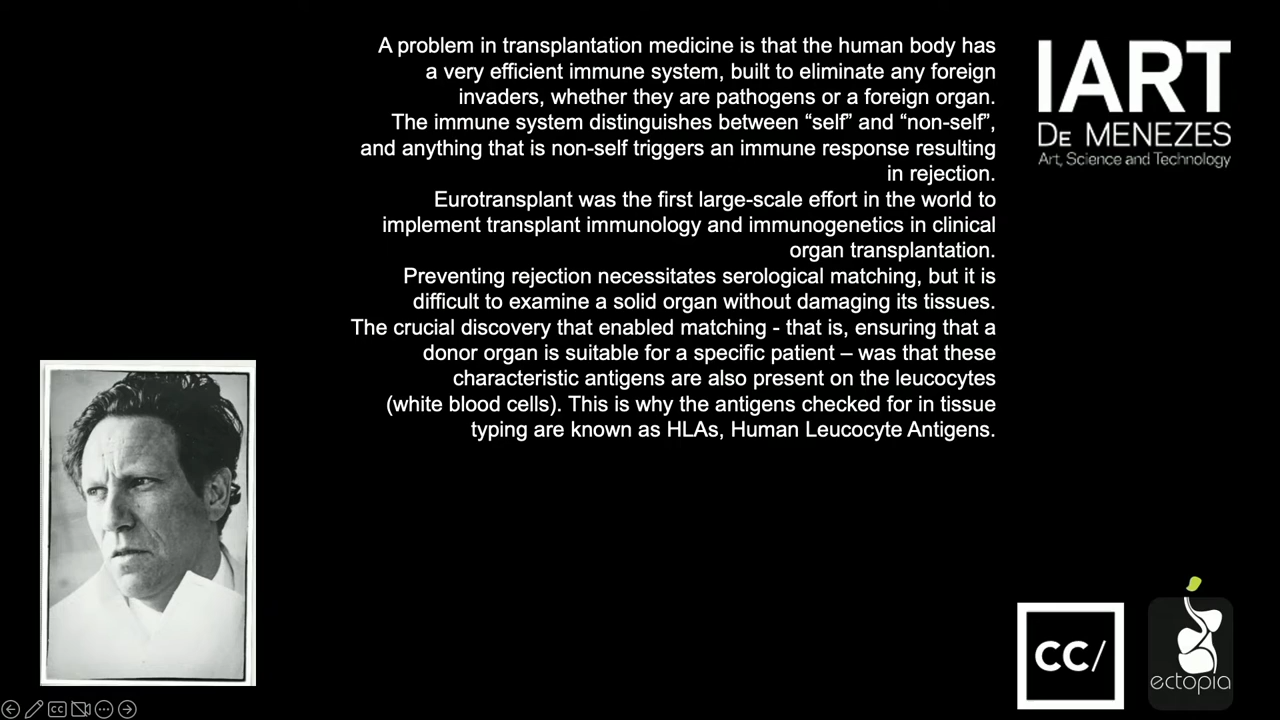 A problem in transplantation medicine is that the human body has
a very efficient immune system, built to eliminate any foreign
invaders, whether they are pathogens or a foreign organ.
The immune system distinguishes between “self” and “non-self”,
and anything that is non-self triggers an immune response resulting
in rejection.
Eurotransplant was the first large-scale effort in the world to
implement transplant immunology and immunogenetics in clinical
organ transplantation.
Preventing rejection necessitates serological matching, but it is
difficult to examine a solid organ without damaging its tissues.
The crucial discovery that enabled matching - that is, ensuring that a
donor organ is suitable for a specific patient – was that these
characteristic antigens are also present on the leucocytes
(white blood cells). This is why the antigens checked for in tissue
typing are known as HLAs, Human Leucocyte Antigens.
IART
DE MENEZES
Art, Science and Technology
CC/
ectopia
CC